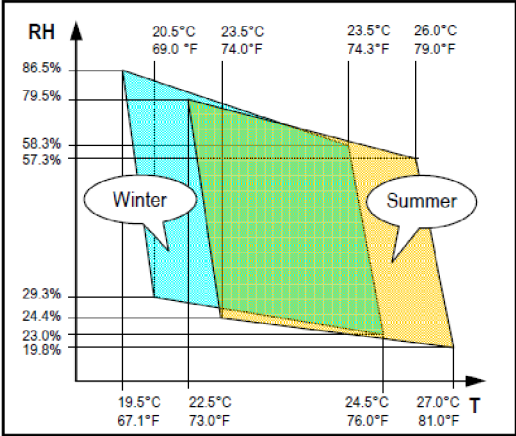 RH
20.5°C 23.5°C 23.5°C 26.0°C
69.0 °F 74.0°F 74.3°F 79.0°F
86.5%
79.5%
58.3%
57.3%
Winter Summer
29.3%
24.4%
23.0%
19.8%
19.5°C 22.5°C 24.5°C 27.0°C T
67.1°F 73.0°F 76.0°F 81.0°F